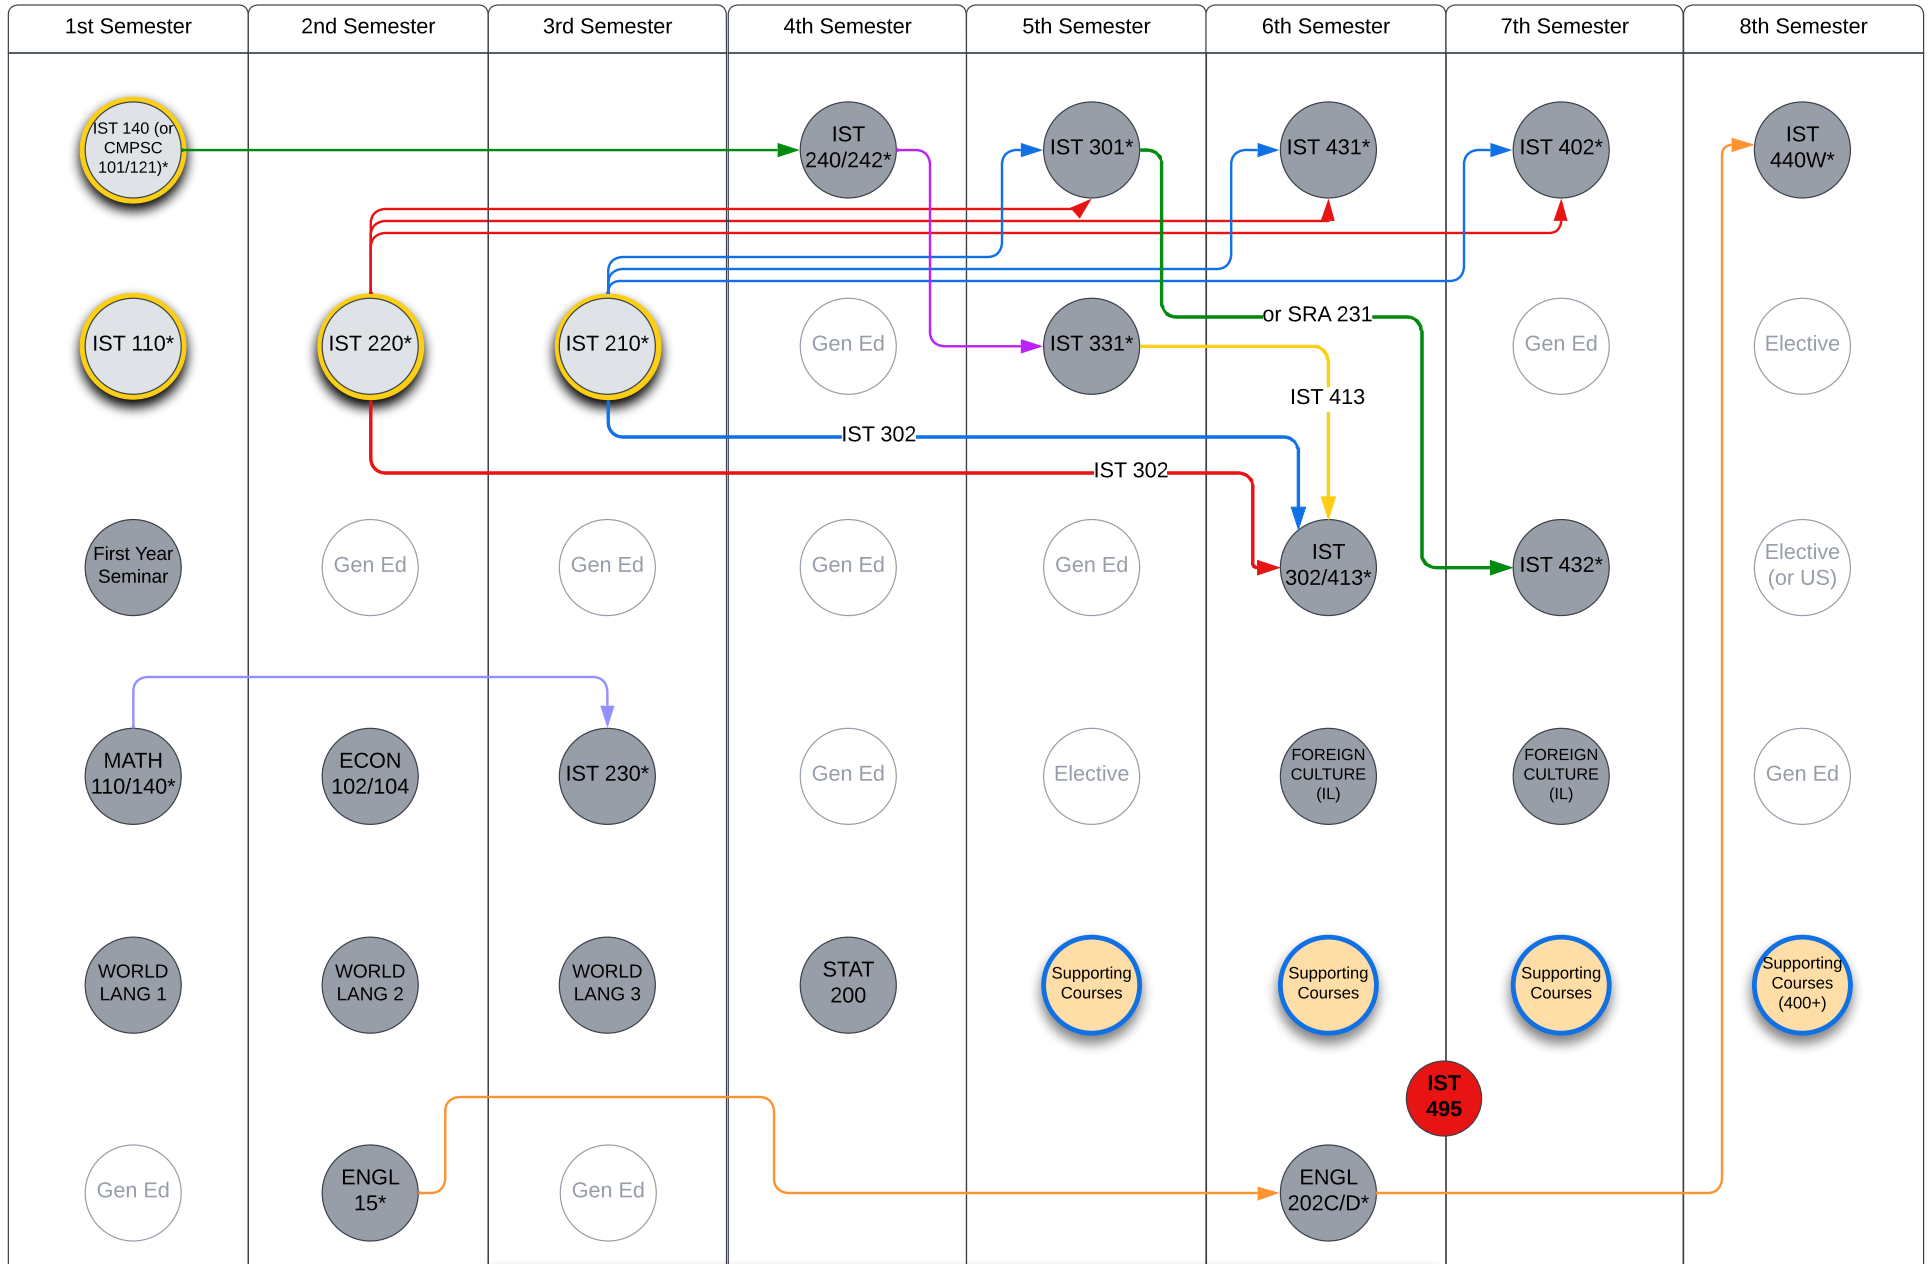 1st Semester
2nd Semester
3rd Semester
4th Semester
5th Semester
6th Semester
7th Semester
8th Semester
IST 140 (or
CMPSC
101/121)*
IST
240/242*
IST 301*
IST 431*
IST 402*
IST
440W*
or SRA 231
IST 110*
IST 220*
IST 210*
Gen Ed
IST 331*
Gen Ed
Elective
IST 413
IST 302
IST 302
First Year
Seminar
Gen Ed
Gen Ed
Gen Ed
Gen Ed
IST
302/413*
IST 432*
Elective
(or US)
MATH
110/140*
ECON
102/104
IST 230*
Gen Ed
Elective
FOREIGN
CULTURE
(IL)
FOREIGN
CULTURE
(IL)
Gen Ed
WORLD
LANG 1
WORLD
LANG 2
WORLD
LANG 3
STAT
200
Supporting
Courses
Supporting
Courses
Supporting
Courses
Supporting
Courses
(400+)
IST
495
Gen Ed
ENGL
15*
Gen Ed
ENGL
202C/D*